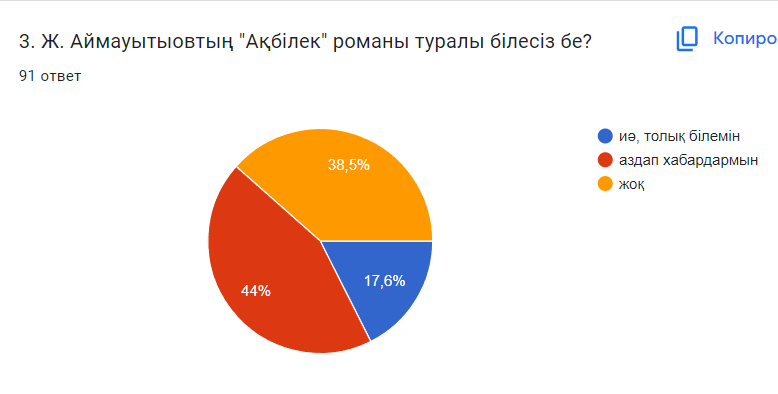 3. Ж. Аймауытыовтың "Ақбілек" романы туралы білесіз бе?
Копиро
91 ответ
иә, толық білемін
аздап хабардармын
жоқ
38,5%
17,6%
44%